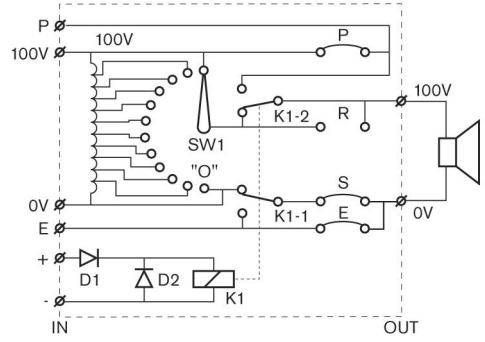 P
100V
P
100V
100V
K1-2
R
SW1
"O"
S
0V
K1-1
0V
E
E
+
D1
D2
K1
-
IN
OUT